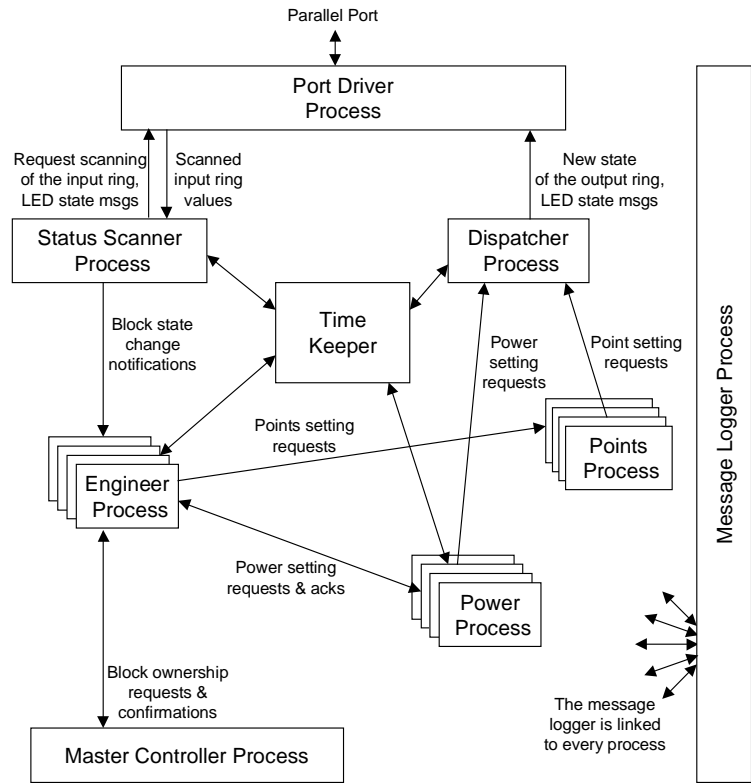 Parallel Port
Port Driver
Process
Request scanning
of the input ring,
LED state msgs
Scanned
input ring
values
New state
of the output ring,
LED state msgs
Status Scanner
Process
Dispatcher
Process
Time
Keeper
Block state
change
notifications
Power
setting
requests
Point setting
requests
Points setting
requests
Points
Process
Engineer
Process
Power setting
requests & acks
Power
Process
Message Logger Process
Block ownership
requests &
confirmations
The message
logger is linked
to every process
Master Controller Process